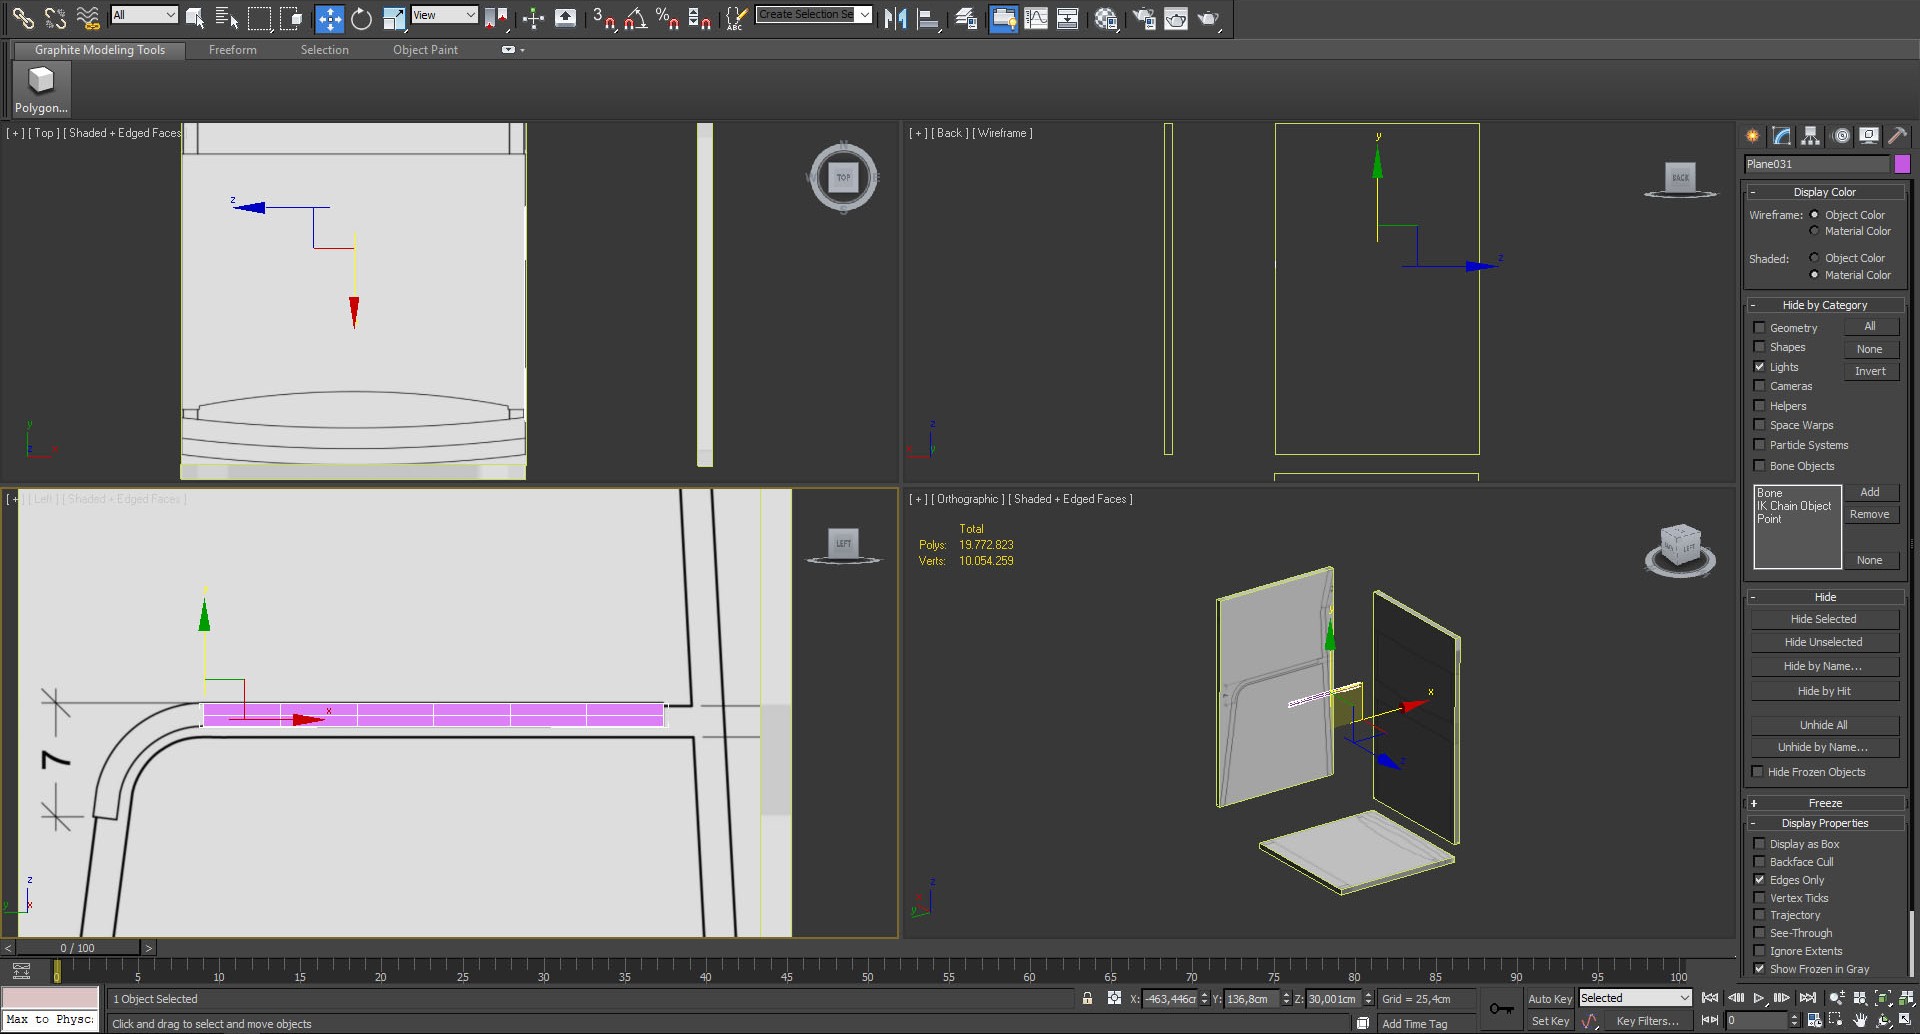 All
View
3
%
ABC
Create Selection Se
Graphite Modeling Tools
Freeform
Selection
Object Paint
Polygon...
[ + ] [ Top ] [ Shaded + Edged Faces
TOP
N
W
E
S
z
[ + ] [ Back ] [ Wireframe ]
BACK
y
z
[ + ] [ Left ] [ Shaded + Edged Faces ]
LEFT
x
7
[ + ] [ Orthographic ] [ Shaded + Edged Faces ]
Total
Polys: 19.772.823
Verts: 10.054.259
LEFT
x
z
Plane031
Display Color
Wireframe: Object Color
Material Color
Shaded: Object Color
Material Color
Hide by Category
Geometry
All
Shapes
None
Lights
Invert
Cameras
Helpers
Space Warps
Particle Systems
Bone Objects
Bone
IK Chain Object
Point
Add
Remove
None
Hide
Hide Selected
Hide Unselected
Hide by Name...
Hide by Hit
Unhide All
Unhide by Name...
Hide Frozen Objects
Freeze
Display Properties
Display as Box
Backface Cull
Edges Only
Vertex Ticks
Trajectory
See-Through
Ignore Extents
Show Frozen in Gray
< 0 / 100 >
0 5 10 15 20 25 30 35 40 45 50 55 60 65 70 75 80 85 90 95 100
1 Object Selected
X: -463,446cr Y: 136,8cm Z: 30,001cm
Grid = 25,4cm
Auto Key
Selected
Max to Physc:
Click and drag to select and move objects
Add Time Tag
Set Key
Key Filters...
0